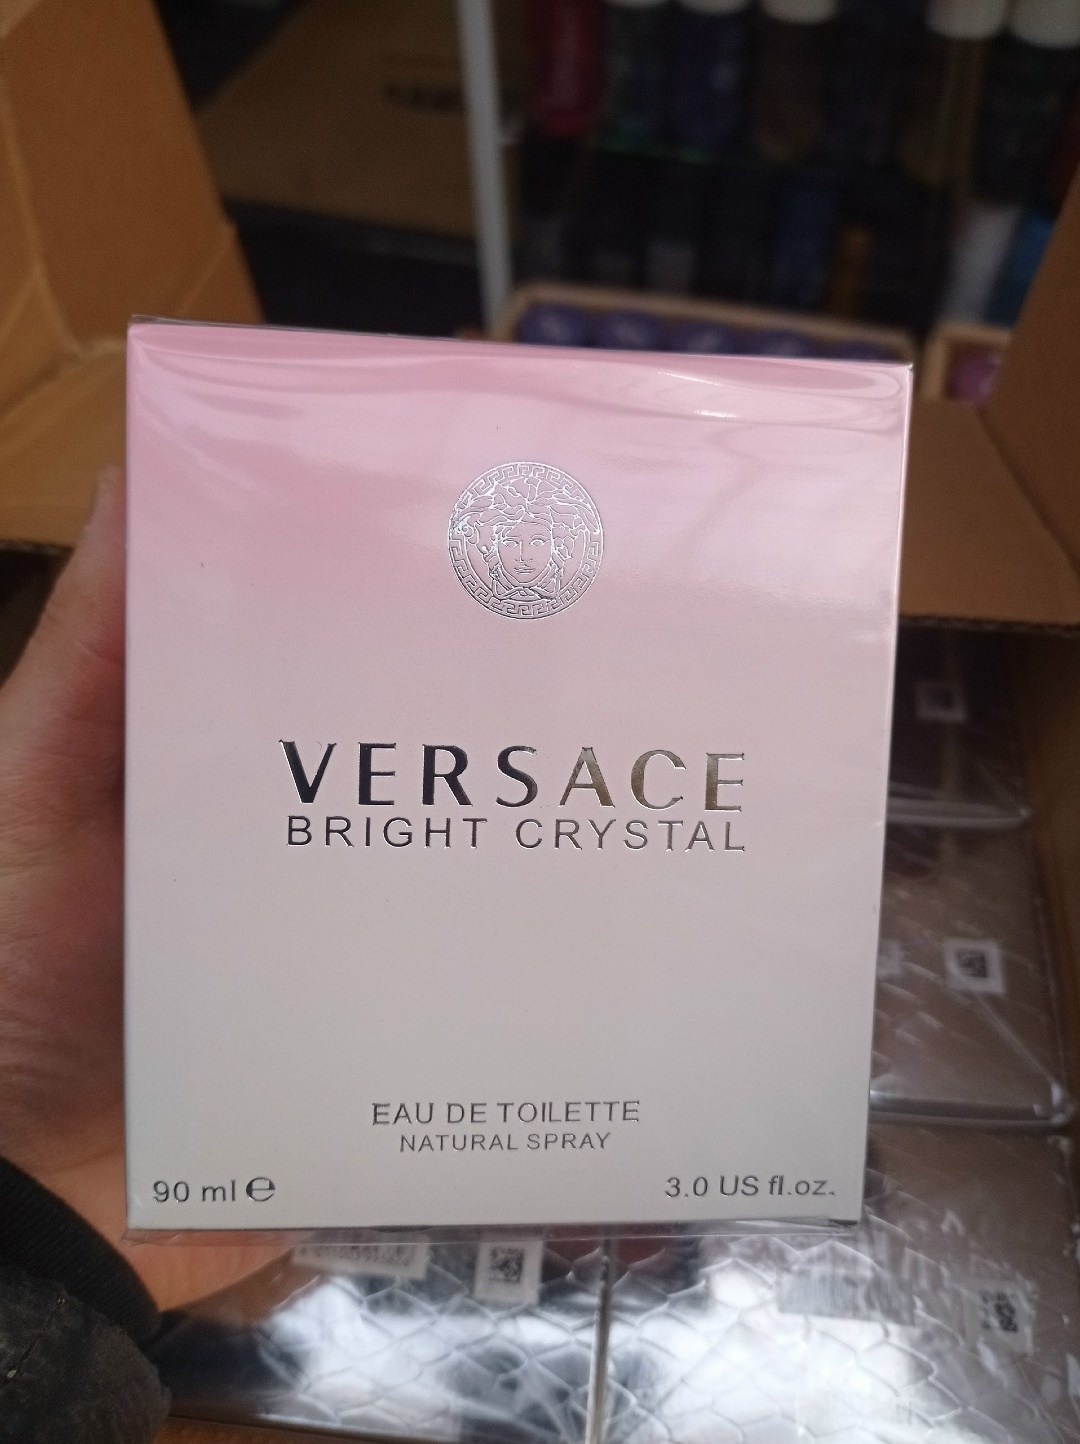 VERSACE
BRIGHT CRYSTAL
EAU DE TOILETTE
NATURAL SPRAY
90 ml ℮
3.0 US fl.oz.